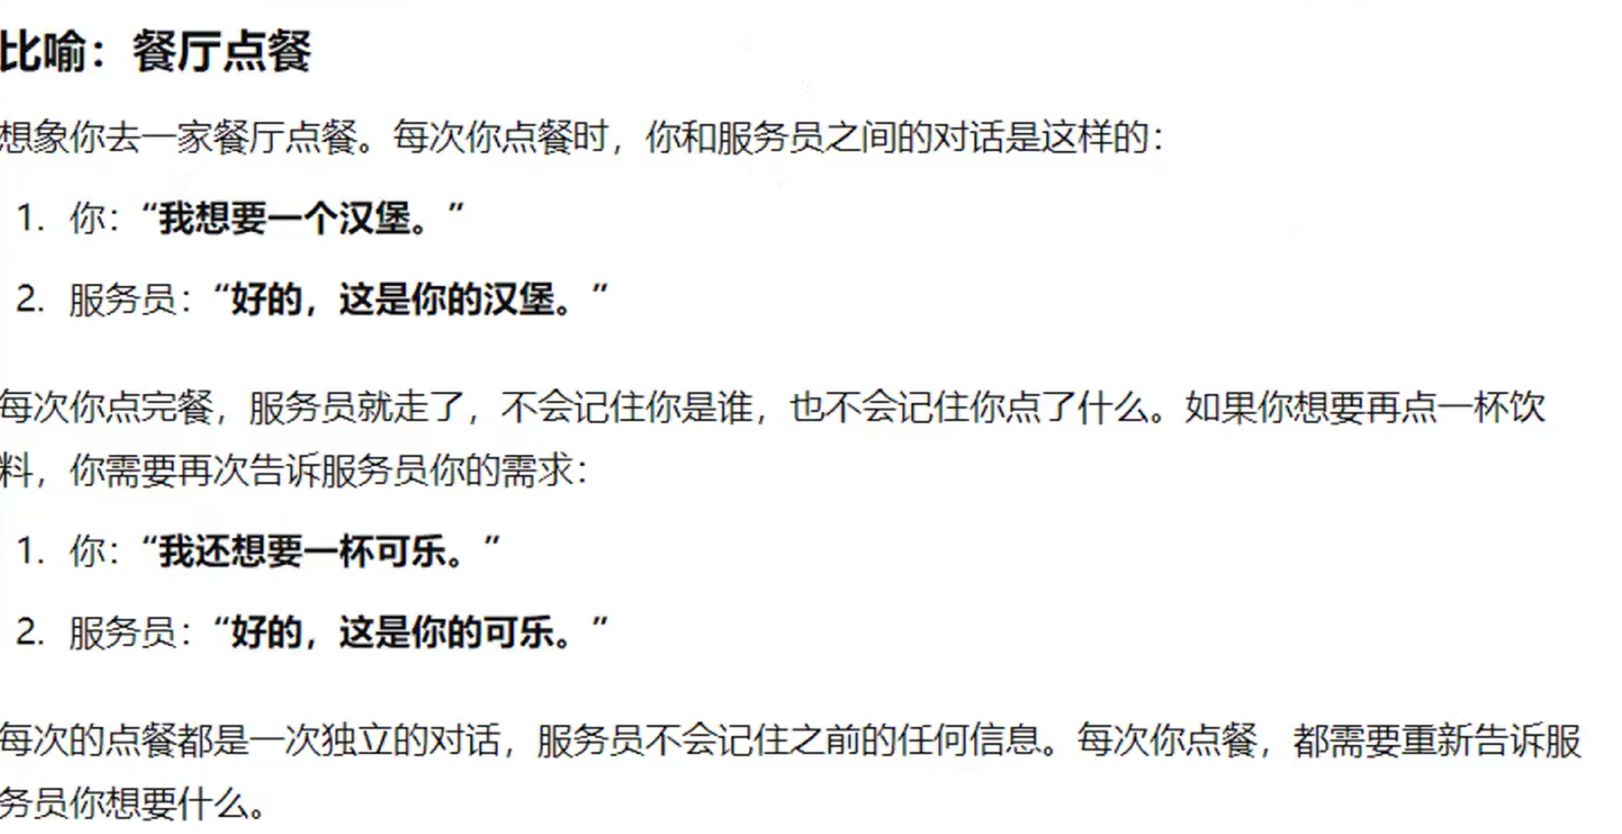 比喻：餐厅点餐
想象你去一家餐厅点餐。每次你点餐时，你和服务员之间的对话是这样的：
1. 你：“我想要一个汉堡。”
2. 服务员：“好的，这是你的汉堡。”
每次你点完餐，服务员就走了，不会记住你是谁，也不会记住你点了什么。如果你想要再点一杯饮
料，你需要再次告诉服务员你的需求：
1. 你：“我还想要一杯可乐。”
2. 服务员：“好的，这是你的可乐。”
每次的点餐都是一次独立的对话，服务员不会记住之前的任何信息。每次你点餐，都需要重新告诉服
务员你想要什么。